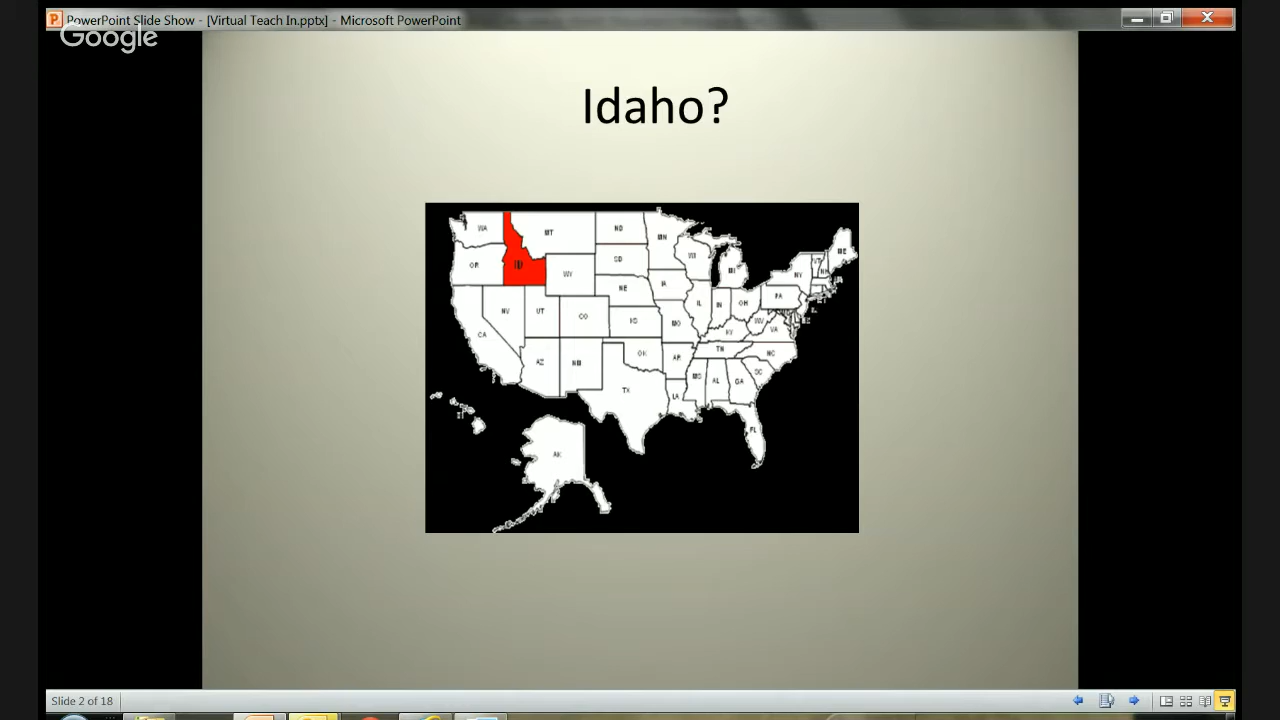 PowerPoint Slide Show - [Virtual Teach In.pptx] - Microsoft PowerPoint
Google
Idaho?
WA
MT
ND
MN
ME
OR
ID
WY
SD
WI
MI
NY
VT
NE
IA
PA
NV
UT
CO
KS
MO
IL
IN
OH
WV
VA
KY
CA
AZ
NM
OK
AR
TN
NC
SC
TX
LA
MS
AL
GA
FL
AK
Slide 2 of 18